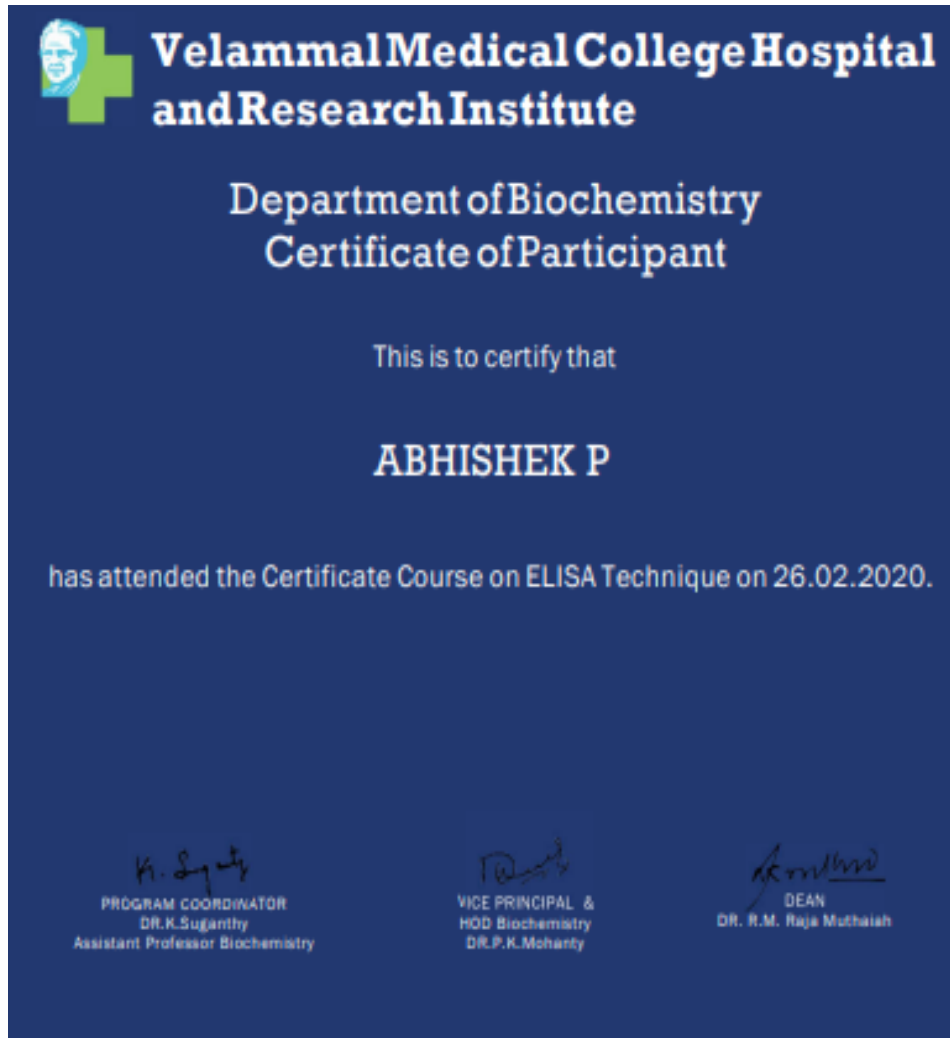 Velammal Medical College Hospital
and Research Institute
Department of Biochemistry
Certificate of Participant
This is to certify that
ABHISHEK P
has attended the Certificate Course on ELISA Technique on 26.02.2020.
K. Suganty
PROGRAM COORDINATOR
DR.K.Suganthy
Assistant Professor Biochemistry
VICE PRINCIPAL &
HOD Biochemistry
DR.P.K.Mohanty
DEAN
DR. R.M. Raja Muthaiah